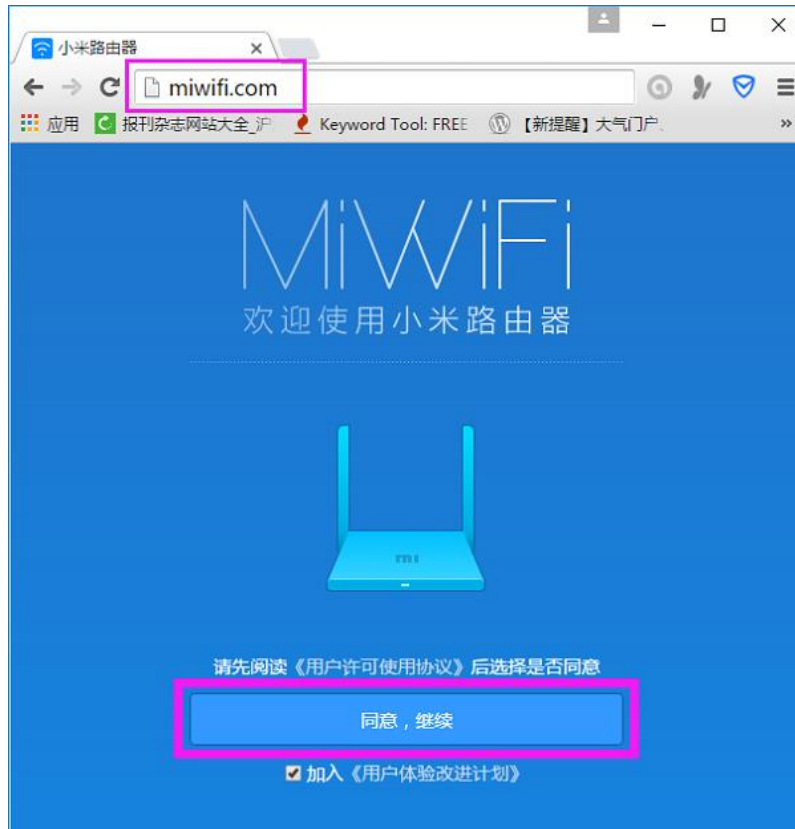 小米路由器
miwifi.com
应用 报刊杂志网站大全_沪 Keyword Tool: FREE 【新提醒】大气门户、 »
MiWiFi
欢迎使用小米路由器
mi
请先阅读《用户许可使用协议》后选择是否同意
同意，继续
加入《用户体验改进计划》